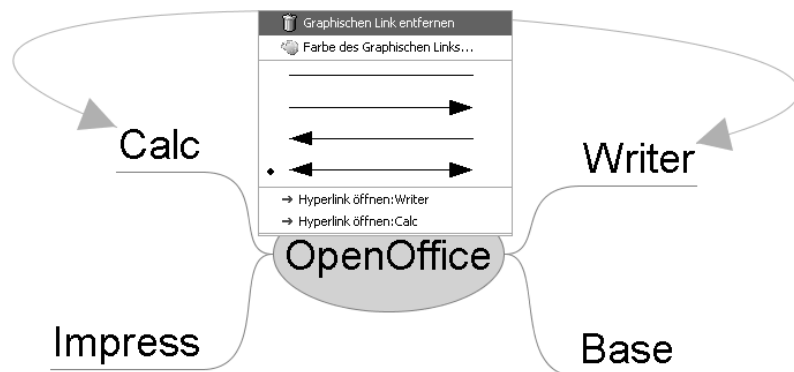 Graphischen Link entfernen
Farbe des Graphischen Links...
Calc
Writer
→ Hyperlink öffnen:Writer
→ Hyperlink öffnen:Calc
OpenOffice
Impress
Base